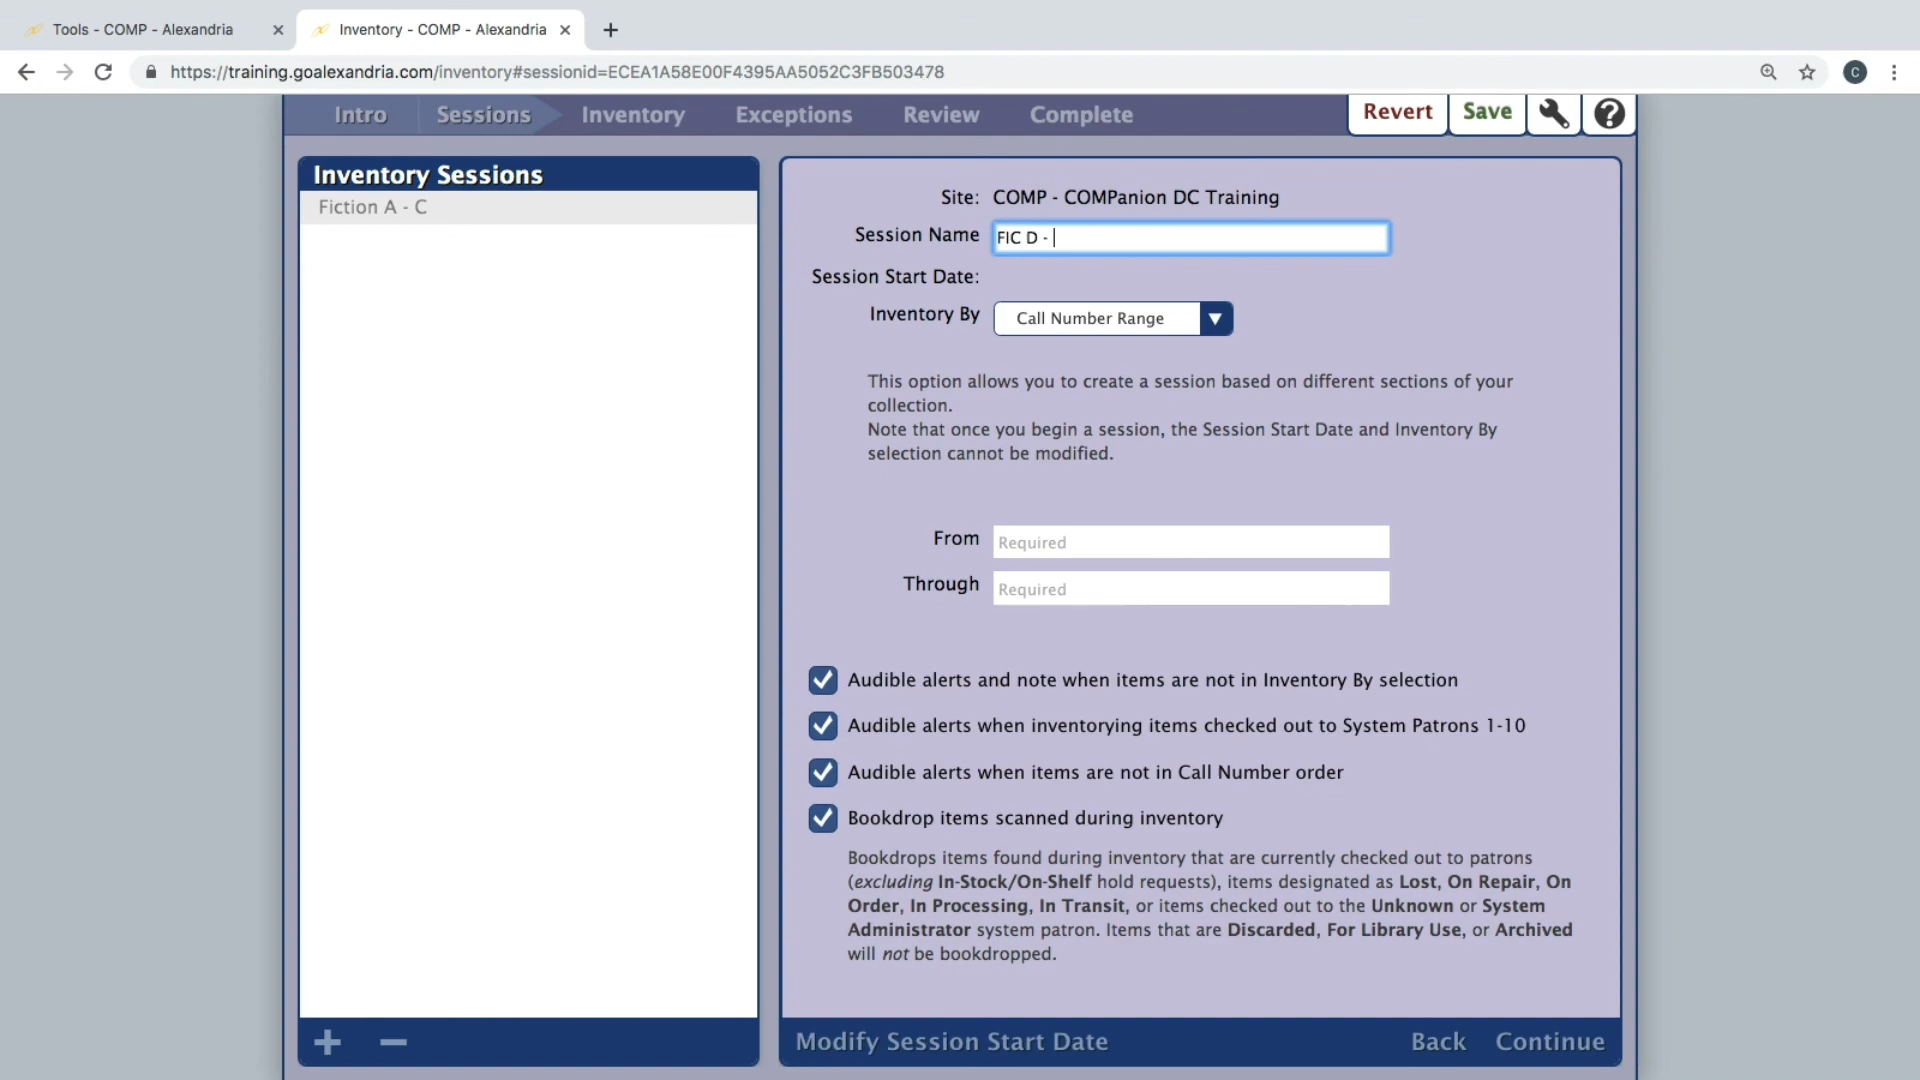 Tools - COMP - Alexandria
Inventory - COMP - Alexandria
https://training.goalexandria.com/inventory#sessionid=ECEA1A58E00F4395AA5052C3FB503478
C
Intro
Sessions
Inventory
Exceptions
Review
Complete
Revert
Save
Inventory Sessions
Fiction A - C
Site: COMP - COMPanion DC Training
Session Name FIC D -
Session Start Date:
Inventory By Call Number Range
This option allows you to create a session based on different sections of your
collection.
Note that once you begin a session, the Session Start Date and Inventory By
selection cannot be modified.
From Required
Through Required
Audible alerts and note when items are not in Inventory By selection
Audible alerts when inventorying items checked out to System Patrons 1-10
Audible alerts when items are not in Call Number order
Bookdrop items scanned during inventory
Bookdrops items found during inventory that are currently checked out to patrons
(excluding In-Stock/On-Shelf hold requests), items designated as Lost, On Repair, On
Order, In Processing, In Transit, or items checked out to the Unknown or System
Administrator system patron. Items that are Discarded, For Library Use, or Archived
will not be bookdropped.
Modify Session Start Date
Back
Continue